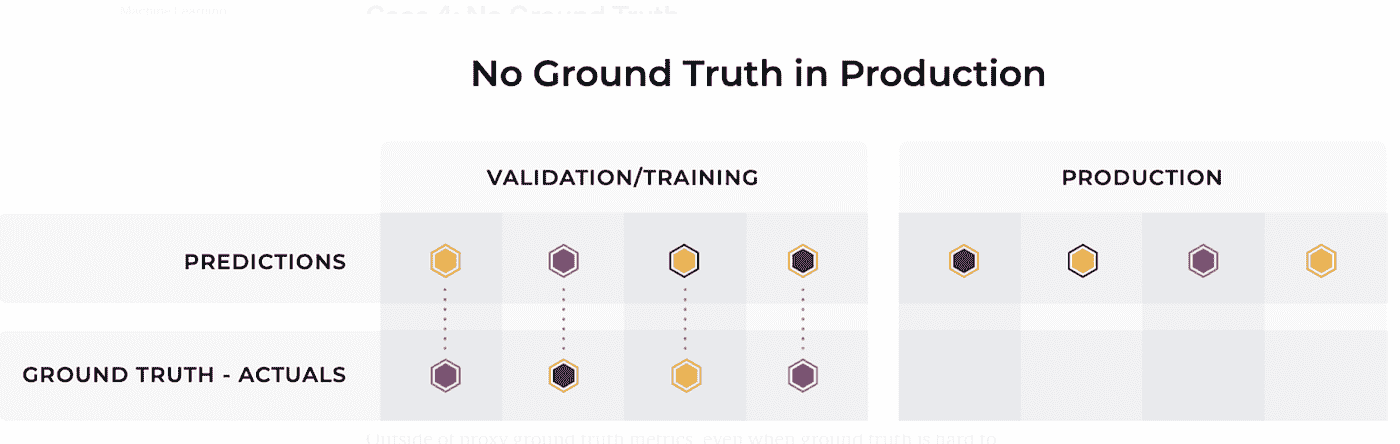 Machine Learning
Case 4: No Ground Truth
No Ground Truth in Production
VALIDATION/TRAINING
PRODUCTION
PREDICTIONS
GROUND TRUTH - ACTUALS
Outside of proxy ground truth metrics, even when ground truth is hard to